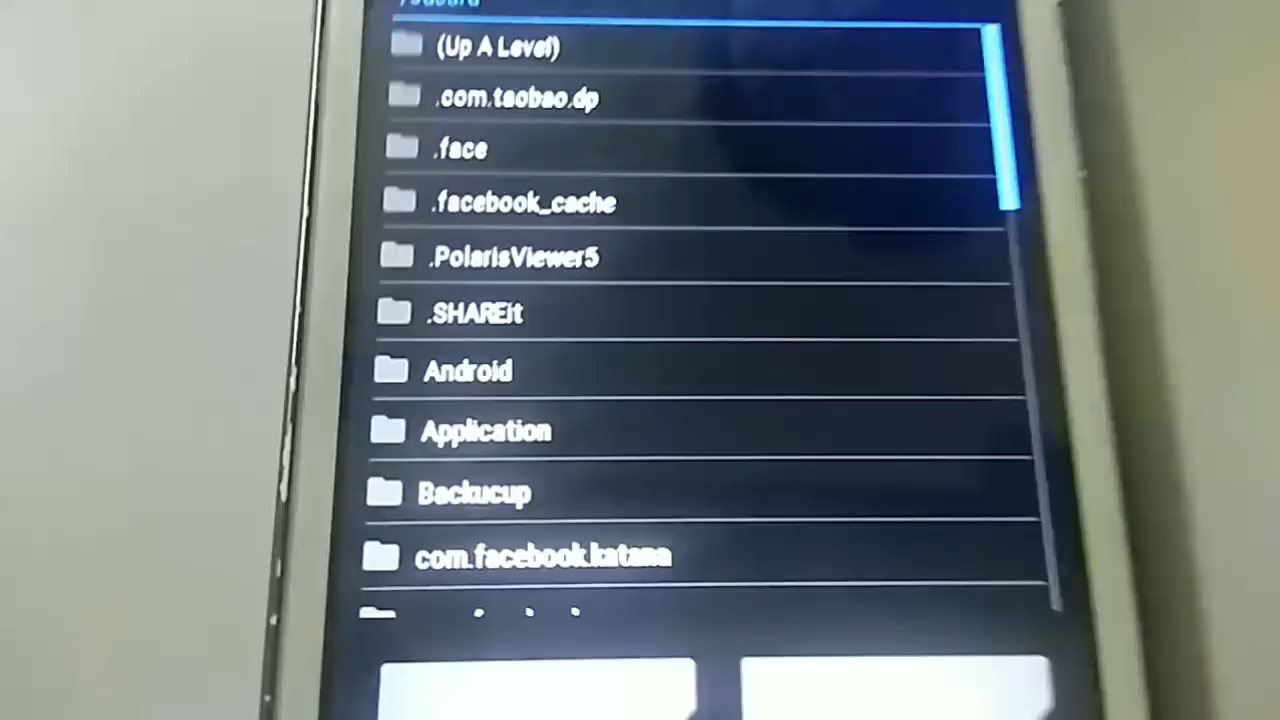 (Up A Level)
.com.taobao.dp
.face
.facebook_cache
.PolarisViewer5
.SHAREit
Android
Application
Backucup
com.facebook.katana